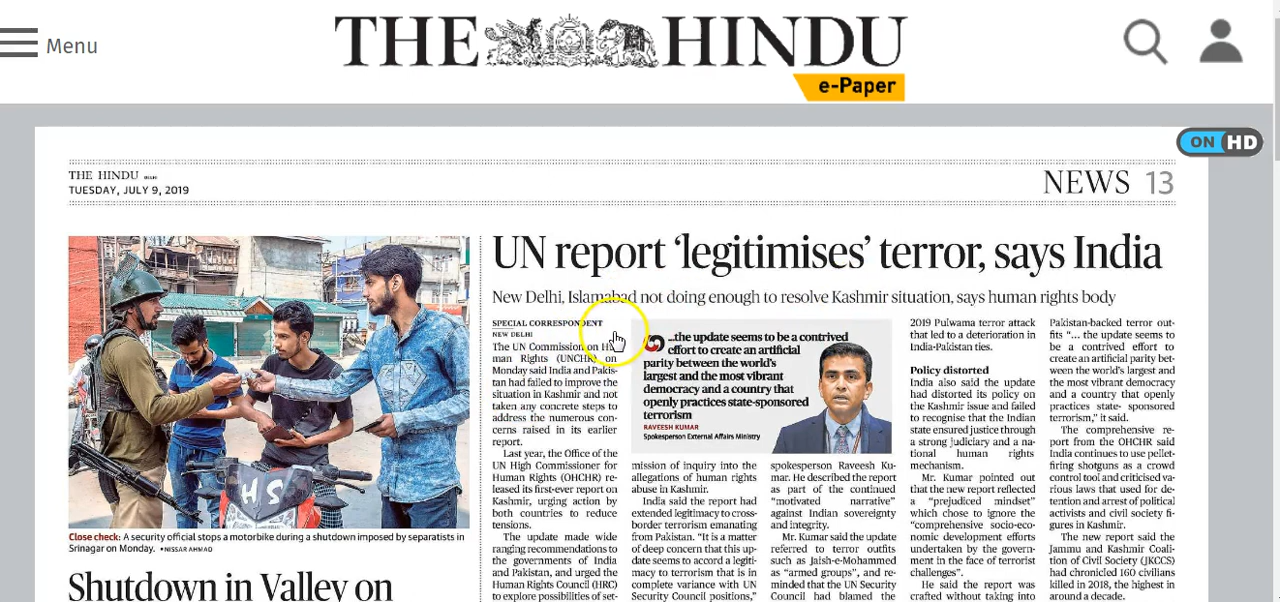 Menu
THE HINDU
e-Paper
ON HD
THE HINDU DELHI
TUESDAY, JULY 9, 2019
NEWS 13
UN report ‘legitimises’ terror, says India
New Delhi, Islamabad not doing enough to resolve Kashmir situation, says human rights body
SPECIAL CORRESPONDENT
NEW DELHI
The UN Commission on Hu-
man Rights (UNCHR) on
Monday said India and Pakis-
tan had failed to improve the
situation in Kashmir and not
taken any concrete steps to
address the numerous con-
cerns raised in its earlier
report.
Last year, the Office of the
UN High Commissioner for
Human Rights (OHCHR) re-
leased its first-ever report on
Kashmir, urging action by
both countries to reduce
tensions.
The update made wide
ranging recommendations to
the governments of India
and Pakistan, and urged the
Human Rights Council (HRC)
to explore possibilities of set-
...the update seems to be a contrived
effort to create an artificial
parity between the world’s
largest and the most vibrant
democracy and a country that
openly practices state-sponsored
terrorism
RAVEESH KUMAR
Spokesperson External Affairs Ministry
mission of inquiry into the
allegations of human rights
abuse in Kashmir.
India said the report had
extended legitimacy to cross-
border terrorism emanating
from Pakistan. “It is a matter
of deep concern that this up-
date seems to accord a legiti-
macy to terrorism that is in
complete variance with UN
Security Council positions,”
spokesperson Raveesh Ku-
mar. He described the report
as part of the continued
“motivated narrative”
against Indian sovereignty
and integrity.
Mr. Kumar said the update
referred to terror outfits
such as Jaish-e-Mohammed
as “armed groups”, and re-
minded that the UN Security
Council had blamed the
2019 Pulwama terror attack
that led to a deterioration in
India-Pakistan ties.
Policy distorted
India also said the update
had distorted its policy on
the Kashmir issue and failed
to recognise that the Indian
state ensured justice through
a strong judiciary and a na-
tional human rights
mechanism.
Mr. Kumar pointed out
that the new report reflected
a “prejudiced mindset”
which chose to ignore the
“comprehensive socio-eco-
nomic development efforts
undertaken by the govern-
ment in the face of terrorist
challenges”.
He said the report was
crafted without taking into
Pakistan-backed terror out-
fits “... the update seems to
be a contrived effort to
create an artificial parity bet-
ween the world’s largest and
the most vibrant democracy
and a country that openly
practices state- sponsored
terrorism,” it said.
The comprehensive re-
port from the OHCHR said
India continues to use pellet-
firing shotguns as a crowd
control tool and criticised va-
rious laws that used for de-
tention and arrest of political
activists and civil society fi-
gures in Kashmir.
The new report said the
Jammu and Kashmir Coali-
tion of Civil Society (JKCCS)
had chronicled 160 civilians
killed in 2018, the highest in
around a decade.
HS
Close check: A security official stops a motorbike during a shutdown imposed by separatists in
Srinagar on Monday. •NISSAR AHMAD
Shutdown in Valley on